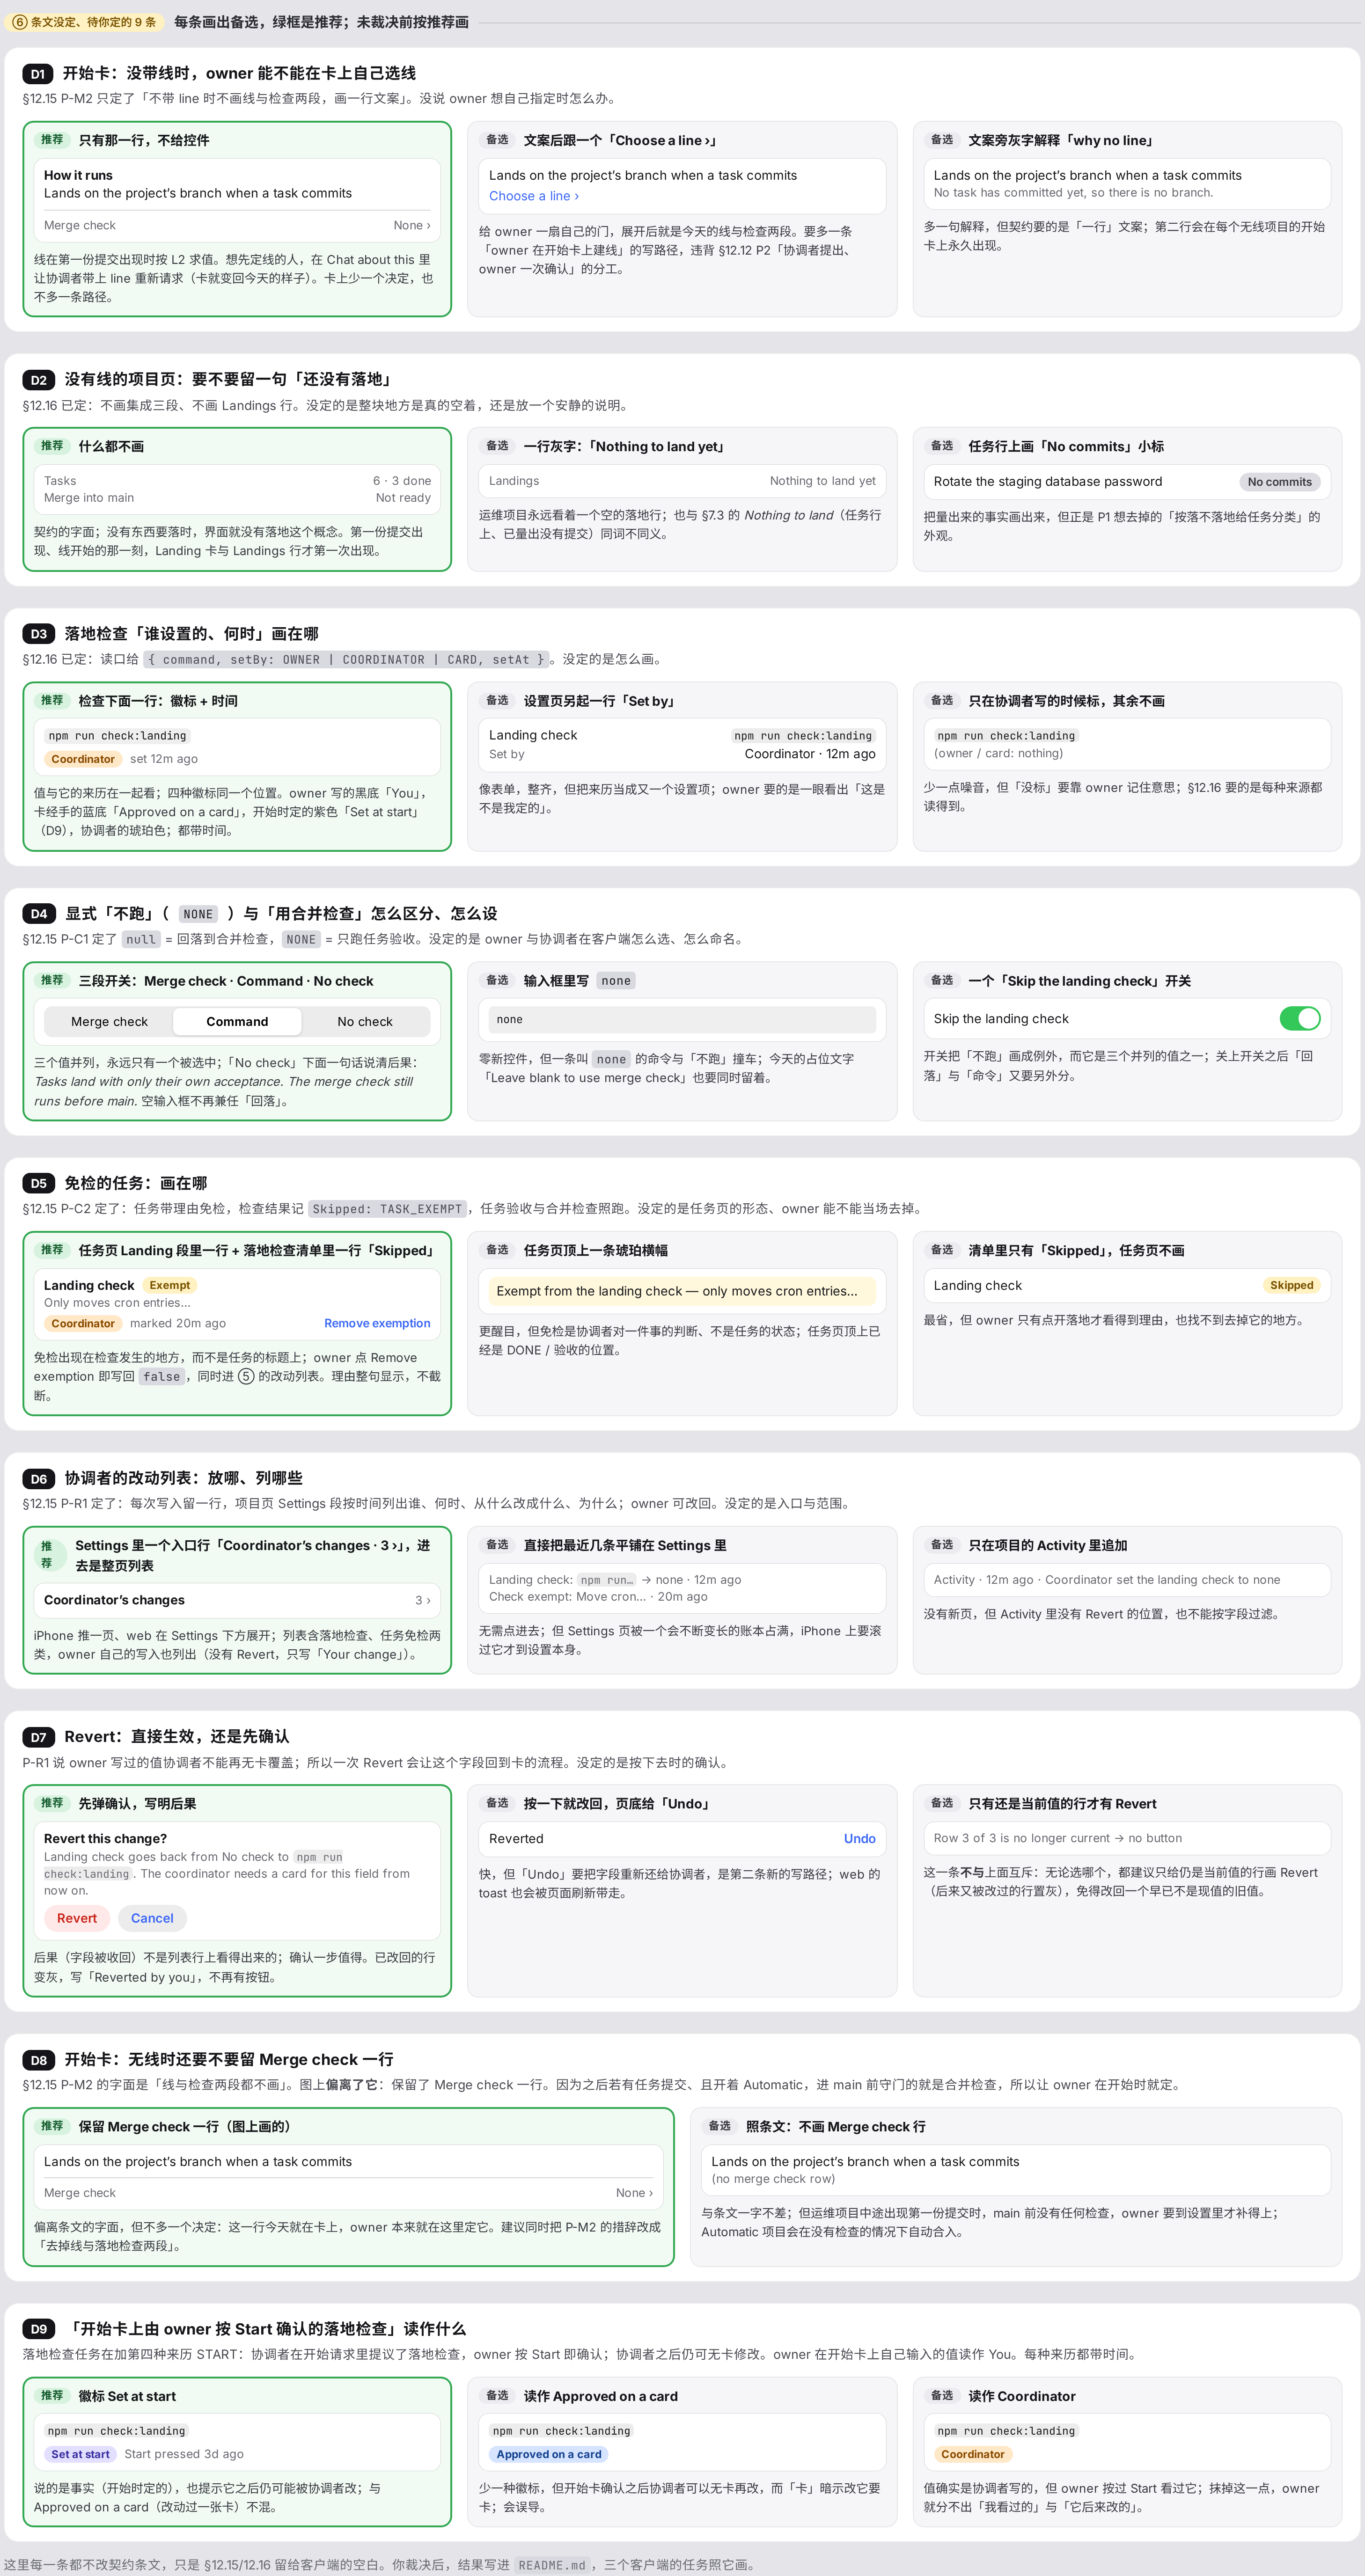 ⑥ 条文没定、待你定的 9 条 每条画出备选，绿框是推荐；未裁决前按推荐画
D1 开始卡：没带线时，owner 能不能在卡上自己选线
§12.15 P-M2 只定了「不带 line 时不画线与检查两段，画一行文案」。没说 owner 想自己指定时怎么办。
推荐 只有那一行，不给控件
How it runs
Lands on the project’s branch when a task commits
Merge check None ›
线在第一份提交出现时按 L2 求值。想先定线的人，在 Chat about this 里
让协调者带上 line 重新请求（卡就变回今天的样子）。卡上少一个决定，也
不多一条路径。
备选 文案后跟一个「Choose a line ›」
Lands on the project’s branch when a task commits
Choose a line ›
给 owner 一扇自己的门，展开后就是今天的线与检查两段。要多一条
「owner 在开始卡上建线」的写路径，违背 §12.12 P2「协调者提出、
owner 一次确认」的分工。
备选 文案旁灰字解释「why no line」
Lands on the project’s branch when a task commits
No task has committed yet, so there is no branch.
多一句解释，但契约要的是「一行」文案；第二行会在每个无线项目的开始
卡上永久出现。
D2 没有线的项目页：要不要留一句「还没有落地」
§12.16 已定：不画集成三段、不画 Landings 行。没定的是整块地方是真的空着，还是放一个安静的说明。
推荐 什么都不画
Tasks 6 · 3 done
Merge into main Not ready
契约的字面；没有东西要落时，界面就没有落地这个概念。第一份提交出
现、线开始的那一刻，Landing 卡与 Landings 行才第一次出现。
备选 一行灰字：「Nothing to land yet」
Landings Nothing to land yet
运维项目永远看着一个空的落地行；也与 §7.3 的 Nothing to land（任务行
上、已量出没有提交）同词不同义。
备选 任务行上画「No commits」小标
Rotate the staging database password No commits
把量出来的事实画出来，但正是 P1 想去掉的「按落不落地给任务分类」的
外观。
D3 落地检查「谁设置的、何时」画在哪
§12.16 已定：读口给 { command, setBy: OWNER | COORDINATOR | CARD, setAt }。没定的是怎么画。
推荐 检查下面一行：徽标 + 时间
npm run check:landing
Coordinator set 12m ago
值与它的来历在一起看；四种徽标同一个位置。owner 写的黑底「You」，
卡经手的蓝底「Approved on a card」，开始时定的紫色「Set at start」
（D9），协调者的琥珀色；都带时间。
备选 设置页另起一行「Set by」
Landing check npm run check:landing
Set by Coordinator · 12m ago
像表单，整齐，但把来历当成又一个设置项；owner 要的是一眼看出「这是
不是我定的」。
备选 只在协调者写的时候标，其余不画
npm run check:landing
(owner / card: nothing)
少一点噪音，但「没标」要靠 owner 记住意思；§12.16 要的是每种来源都
读得到。
D4 显式「不跑」（ NONE ）与「用合并检查」怎么区分、怎么设
§12.15 P-C1 定了 null = 回落到合并检查，NONE = 只跑任务验收。没定的是 owner 与协调者在客户端怎么选、怎么命名。
推荐 三段开关：Merge check · Command · No check
Merge check Command No check
三个值并列，永远只有一个被选中；「No check」下面一句话说清后果：
Tasks land with only their own acceptance. The merge check still
runs before main. 空输入框不再兼任「回落」。
备选 输入框里写 none
none
零新控件，但一条叫 none 的命令与「不跑」撞车；今天的占位文字
「Leave blank to use merge check」也要同时留着。
备选 一个「Skip the landing check」开关
Skip the landing check
开关把「不跑」画成例外，而它是三个并列的值之一；关上开关之后「回
落」与「命令」又要另外分。
D5 免检的任务：画在哪
§12.15 P-C2 定了：任务带理由免检，检查结果记 Skipped: TASK_EXEMPT，任务验收与合并检查照跑。没定的是任务页的形态、owner 能不能当场去掉。
推荐 任务页 Landing 段里一行 + 落地检查清单里一行「Skipped」
Landing check Exempt
Only moves cron entries…
Coordinator marked 20m ago Remove exemption
免检出现在检查发生的地方，而不是任务的标题上；owner 点 Remove
exemption 即写回 false，同时进 ⑤ 的改动列表。理由整句显示，不截
断。
备选 任务页顶上一条琥珀横幅
Exempt from the landing check — only moves cron entries…
更醒目，但免检是协调者对一件事的判断、不是任务的状态；任务页顶上已
经是 DONE / 验收的位置。
备选 清单里只有「Skipped」，任务页不画
Landing check Skipped
最省，但 owner 只有点开落地才看得到理由，也找不到去掉它的地方。
D6 协调者的改动列表：放哪、列哪些
§12.15 P-R1 定了：每次写入留一行，项目页 Settings 段按时间列出谁、何时、从什么改成什么、为什么；owner 可改回。没定的是入口与范围。
推荐 Settings 里一个入口行「Coordinator’s changes · 3 ›」，进
去是整页列表
Coordinator’s changes 3 ›
iPhone 推一页、web 在 Settings 下方展开；列表含落地检查、任务免检两
类，owner 自己的写入也列出（没有 Revert，只写「Your change」）。
备选 直接把最近几条平铺在 Settings 里
Landing check: npm run… → none · 12m ago
Check exempt: Move cron… · 20m ago
无需点进去；但 Settings 页被一个会不断变长的账本占满，iPhone 上要滚
过它才到设置本身。
备选 只在项目的 Activity 里追加
Activity · 12m ago · Coordinator set the landing check to none
没有新页，但 Activity 里没有 Revert 的位置，也不能按字段过滤。
D7 Revert：直接生效，还是先确认
P-R1 说 owner 写过的值协调者不能再无卡覆盖；所以一次 Revert 会让这个字段回到卡的流程。没定的是按下去时的确认。
推荐 先弹确认，写明后果
Revert this change?
Landing check goes back from No check to npm run
check:landing. The coordinator needs a card for this field from
now on.
Revert Cancel
后果（字段被收回）不是列表行上看得出来的；确认一步值得。已改回的行
变灰，写「Reverted by you」，不再有按钮。
备选 按一下就改回，页底给「Undo」
Reverted Undo
快，但「Undo」要把字段重新还给协调者，是第二条新的写路径；web 的
toast 也会被页面刷新带走。
备选 只有还是当前值的行才有 Revert
Row 3 of 3 is no longer current → no button
这一条不与上面互斥：无论选哪个，都建议只给仍是当前值的行画 Revert
（后来又被改过的行置灰），免得改回一个早已不是现值的旧值。
D8 开始卡：无线时还要不要留 Merge check 一行
§12.15 P-M2 的字面是「线与检查两段都不画」。图上偏离了它：保留了 Merge check 一行。因为之后若有任务提交、且开着 Automatic，进 main 前守门的就是合并检查，所以让 owner 在开始时就定。
推荐 保留 Merge check 一行（图上画的）
Lands on the project’s branch when a task commits
Merge check None ›
偏离条文的字面，但不多一个决定：这一行今天就在卡上，owner 本来就在这里定它。建议同时把 P-M2 的措辞改成
「去掉线与落地检查两段」。
备选 照条文：不画 Merge check 行
Lands on the project’s branch when a task commits
(no merge check row)
与条文一字不差；但运维项目中途出现第一份提交时，main 前没有任何检查，owner 要到设置里才补得上；
Automatic 项目会在没有检查的情况下自动合入。
D9 「开始卡上由 owner 按 Start 确认的落地检查」读作什么
落地检查任务在加第四种来历 START：协调者在开始请求里提议了落地检查，owner 按 Start 即确认；协调者之后仍可无卡修改。owner 在开始卡上自己输入的值读作 You。每种来历都带时间。
推荐 徽标 Set at start
npm run check:landing
Set at start Start pressed 3d ago
说的是事实（开始时定的），也提示它之后仍可能被协调者改；与
Approved on a card（改动过一张卡）不混。
备选 读作 Approved on a card
npm run check:landing
Approved on a card
少一种徽标，但开始卡确认之后协调者可以无卡再改，而「卡」暗示改它要
卡；会误导。
备选 读作 Coordinator
npm run check:landing
Coordinator
值确实是协调者写的，但 owner 按过 Start 看过它；抹掉这一点，owner
就分不出「我看过的」与「它后来改的」。
这里每一条都不改契约条文，只是 §12.15/12.16 留给客户端的空白。你裁决后，结果写进 README.md，三个客户端的任务照它画。